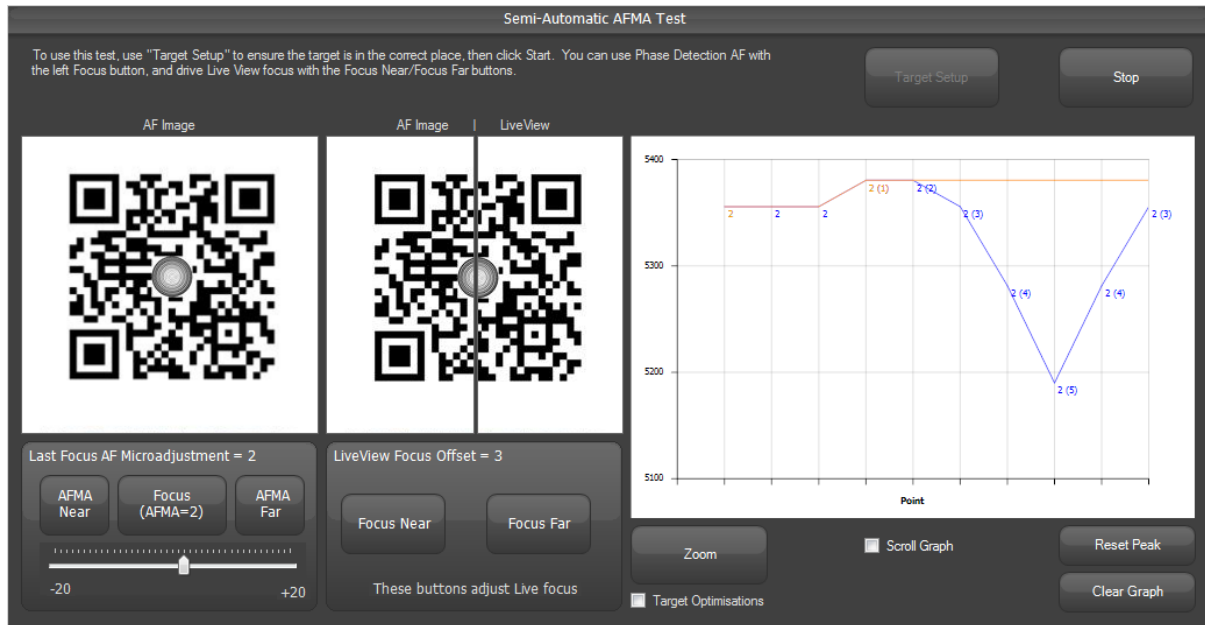 Semi-Automatic AFMA Test
To use this test, use "Target Setup" to ensure the target is in the correct place, then click Start.  You can use Phase Detection AF with
the left Focus button, and drive Live View focus with the Focus Near/Focus Far buttons.
Target Setup
Stop
AF Image
AF Image | LiveView
5400
5300
5200
5100
2
2
2
2 (1)
2 (2)
2 (3)
2 (4)
2 (5)
2 (4)
2 (3)
Point
Last Focus AF Microadjustment = 2
AFMA
Near
Focus
(AFMA=2)
AFMA
Far
-20
+20
LiveView Focus Offset = 3
Focus Near
Focus Far
These buttons adjust Live focus
Zoom
Scroll Graph
Reset Peak
Target Optimisations
Clear Graph